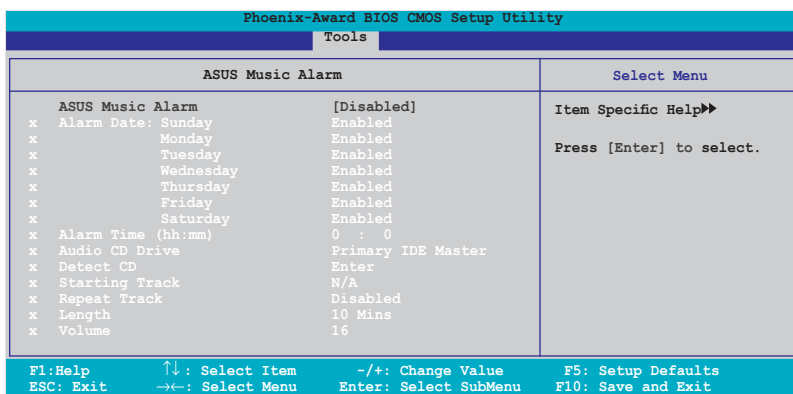 Phoenix-Award BIOS CMOS Setup Utility
Tools
ASUS Music Alarm
Select Menu
ASUS Music Alarm [Disabled]
x Alarm Date: Sunday Enabled
x Monday Enabled
x Tuesday Enabled
x Wednesday Enabled
x Thursday Enabled
x Friday Enabled
x Saturday Enabled
x Alarm Time (hh:mm) 0 : 0
x Audio CD Drive Primary IDE Master
x Detect CD Enter
x Starting Track N/A
x Repeat Track Disabled
x Length 10 Mins
x Volume 16
Item Specific Help▶▶
Press [Enter] to select.
F1:Help ↑↓: Select Item -/+: Change Value F5: Setup Defaults
ESC: Exit →←: Select Menu Enter: Select SubMenu F10: Save and Exit